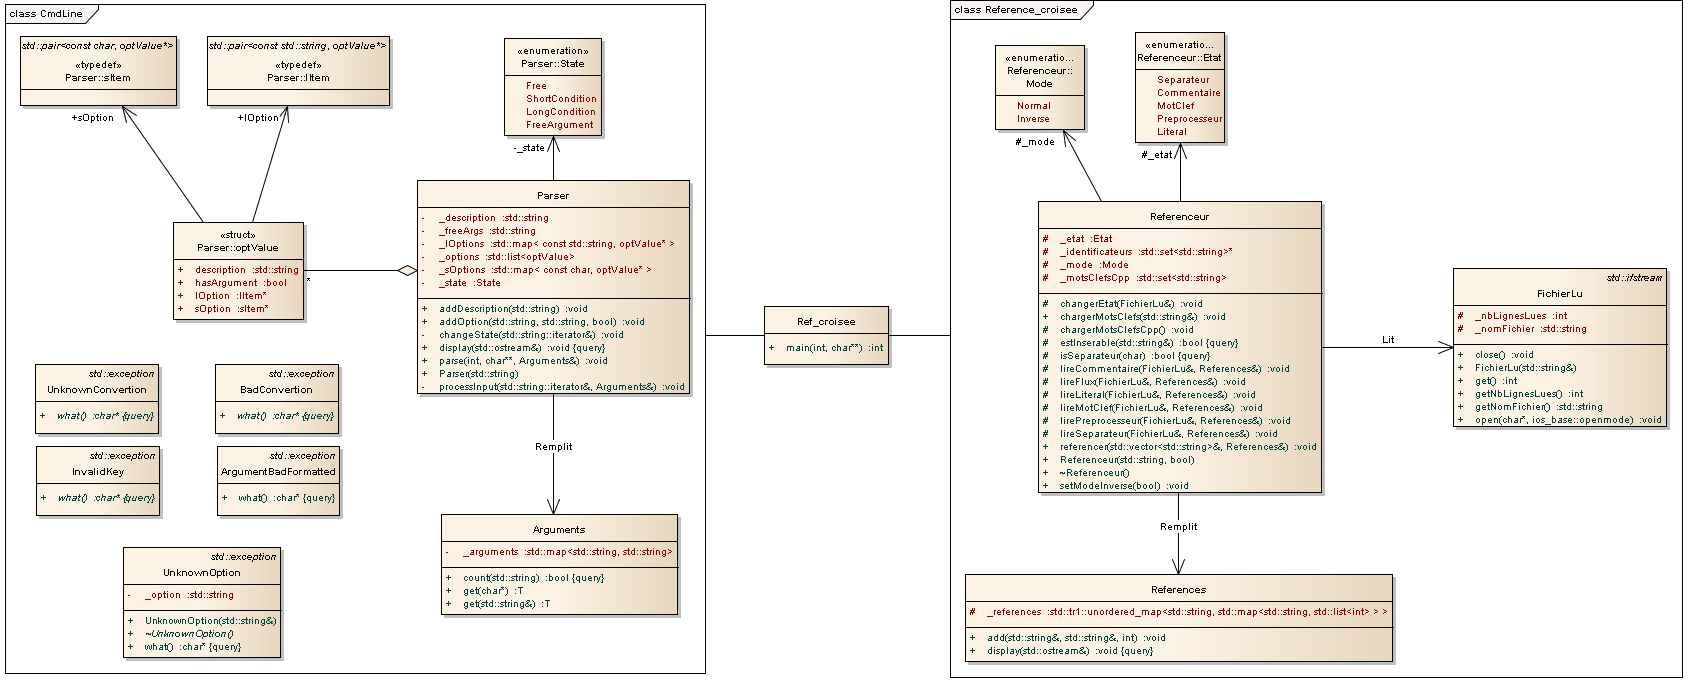 class CmdLine
std::pair<const char, optValue*>
«typedef»
Parser::sItem
std::pair<const std::string, optValue*>
«typedef»
Parser::lItem
+sOption
+lOption
«enumeration»
Parser::State
Free
ShortCondition
LongCondition
FreeArgument
-_state
«struct»
Parser::optValue
+ description :std::string
+ hasArgument :bool
+ lOption :lItem*
+ sOption :sItem*
*
Parser
- _description :std::string
- _freeArgs :std::string
- _lOptions :std::map< const std::string, optValue* >
- _options :std::list<optValue>
- _sOptions :std::map< const char, optValue* >
- _state :State
+ addDescription(std::string) :void
+ addOption(std::string, std::string, bool) :void
- changeState(std::string::iterator&) :void
+ display(std::ostream&) :void {query}
+ parse(int, char**, Arguments&) :void
+ Parser(std::string)
- processInput(std::string::iterator&, Arguments&) :void
std::exception
UnknownConvertion
+ what() :char* {query}
std::exception
BadConvertion
+ what() :char* {query}
std::exception
InvalidKey
+ what() :char* {query}
std::exception
ArgumentBadFormatted
+ what() :char* {query}
std::exception
UnknownOption
- _option :std::string
+ UnknownOption(std::string&)
+ ~UnknownOption()
+ what() :char* {query}
Remplit
Arguments
- _arguments :std::map<std::string, std::string>
+ count(std::string) :bool {query}
+ get(char*) :T
+ get(std::string&) :T
Ref_croisee
+ main(int, char**) :int
class Reference_croisee
«enumeratio...
Referenceur::
Mode
Normal
Inverse
#_mode
«enumeratio...
Referenceur::Etat
Separateur
Commentaire
MotClef
Preprocesseur
Literal
#_etat
Referenceur
# _etat :Etat
# _identificateurs :std::set<std::string>*
# _mode :Mode
# _motsClefsCpp :std::set<std::string>
# changerEtat(FichierLu&) :void
+ chargerMotsClefs(std::string&) :void
# chargerMotsClefsCpp() :void
# estInserable(std::string&) :bool {query}
# isSeparateur(char) :bool {query}
# lireCommentaire(FichierLu&, References&) :void
# lireFlux(FichierLu&, References&) :void
# lireLiteral(FichierLu&, References&) :void
# lireMotClef(FichierLu&, References&) :void
# lirePreprocesseur(FichierLu&, References&) :void
# lireSeparateur(FichierLu&, References&) :void
+ referencer(std::vector<std::string>&, References&) :void
+ Referenceur(std::string, bool)
+ ~Referenceur()
+ setModeInverse(bool) :void
Lit
std::ifstream
FichierLu
# _nbLignesLues :int
# _nomFichier :std::string
+ close() :void
+ FichierLu(std::string&)
+ get() :int
+ getNbLignesLues() :int
+ getNomFichier() :std::string
+ open(char*, ios_base::openmode) :void
Remplit
References
# _references :std::tr1::unordered_map<std::string, std::map<std::string, std::list<int> > >
+ add(std::string&, std::string&, int) :void
+ display(std::ostream&) :void {query}